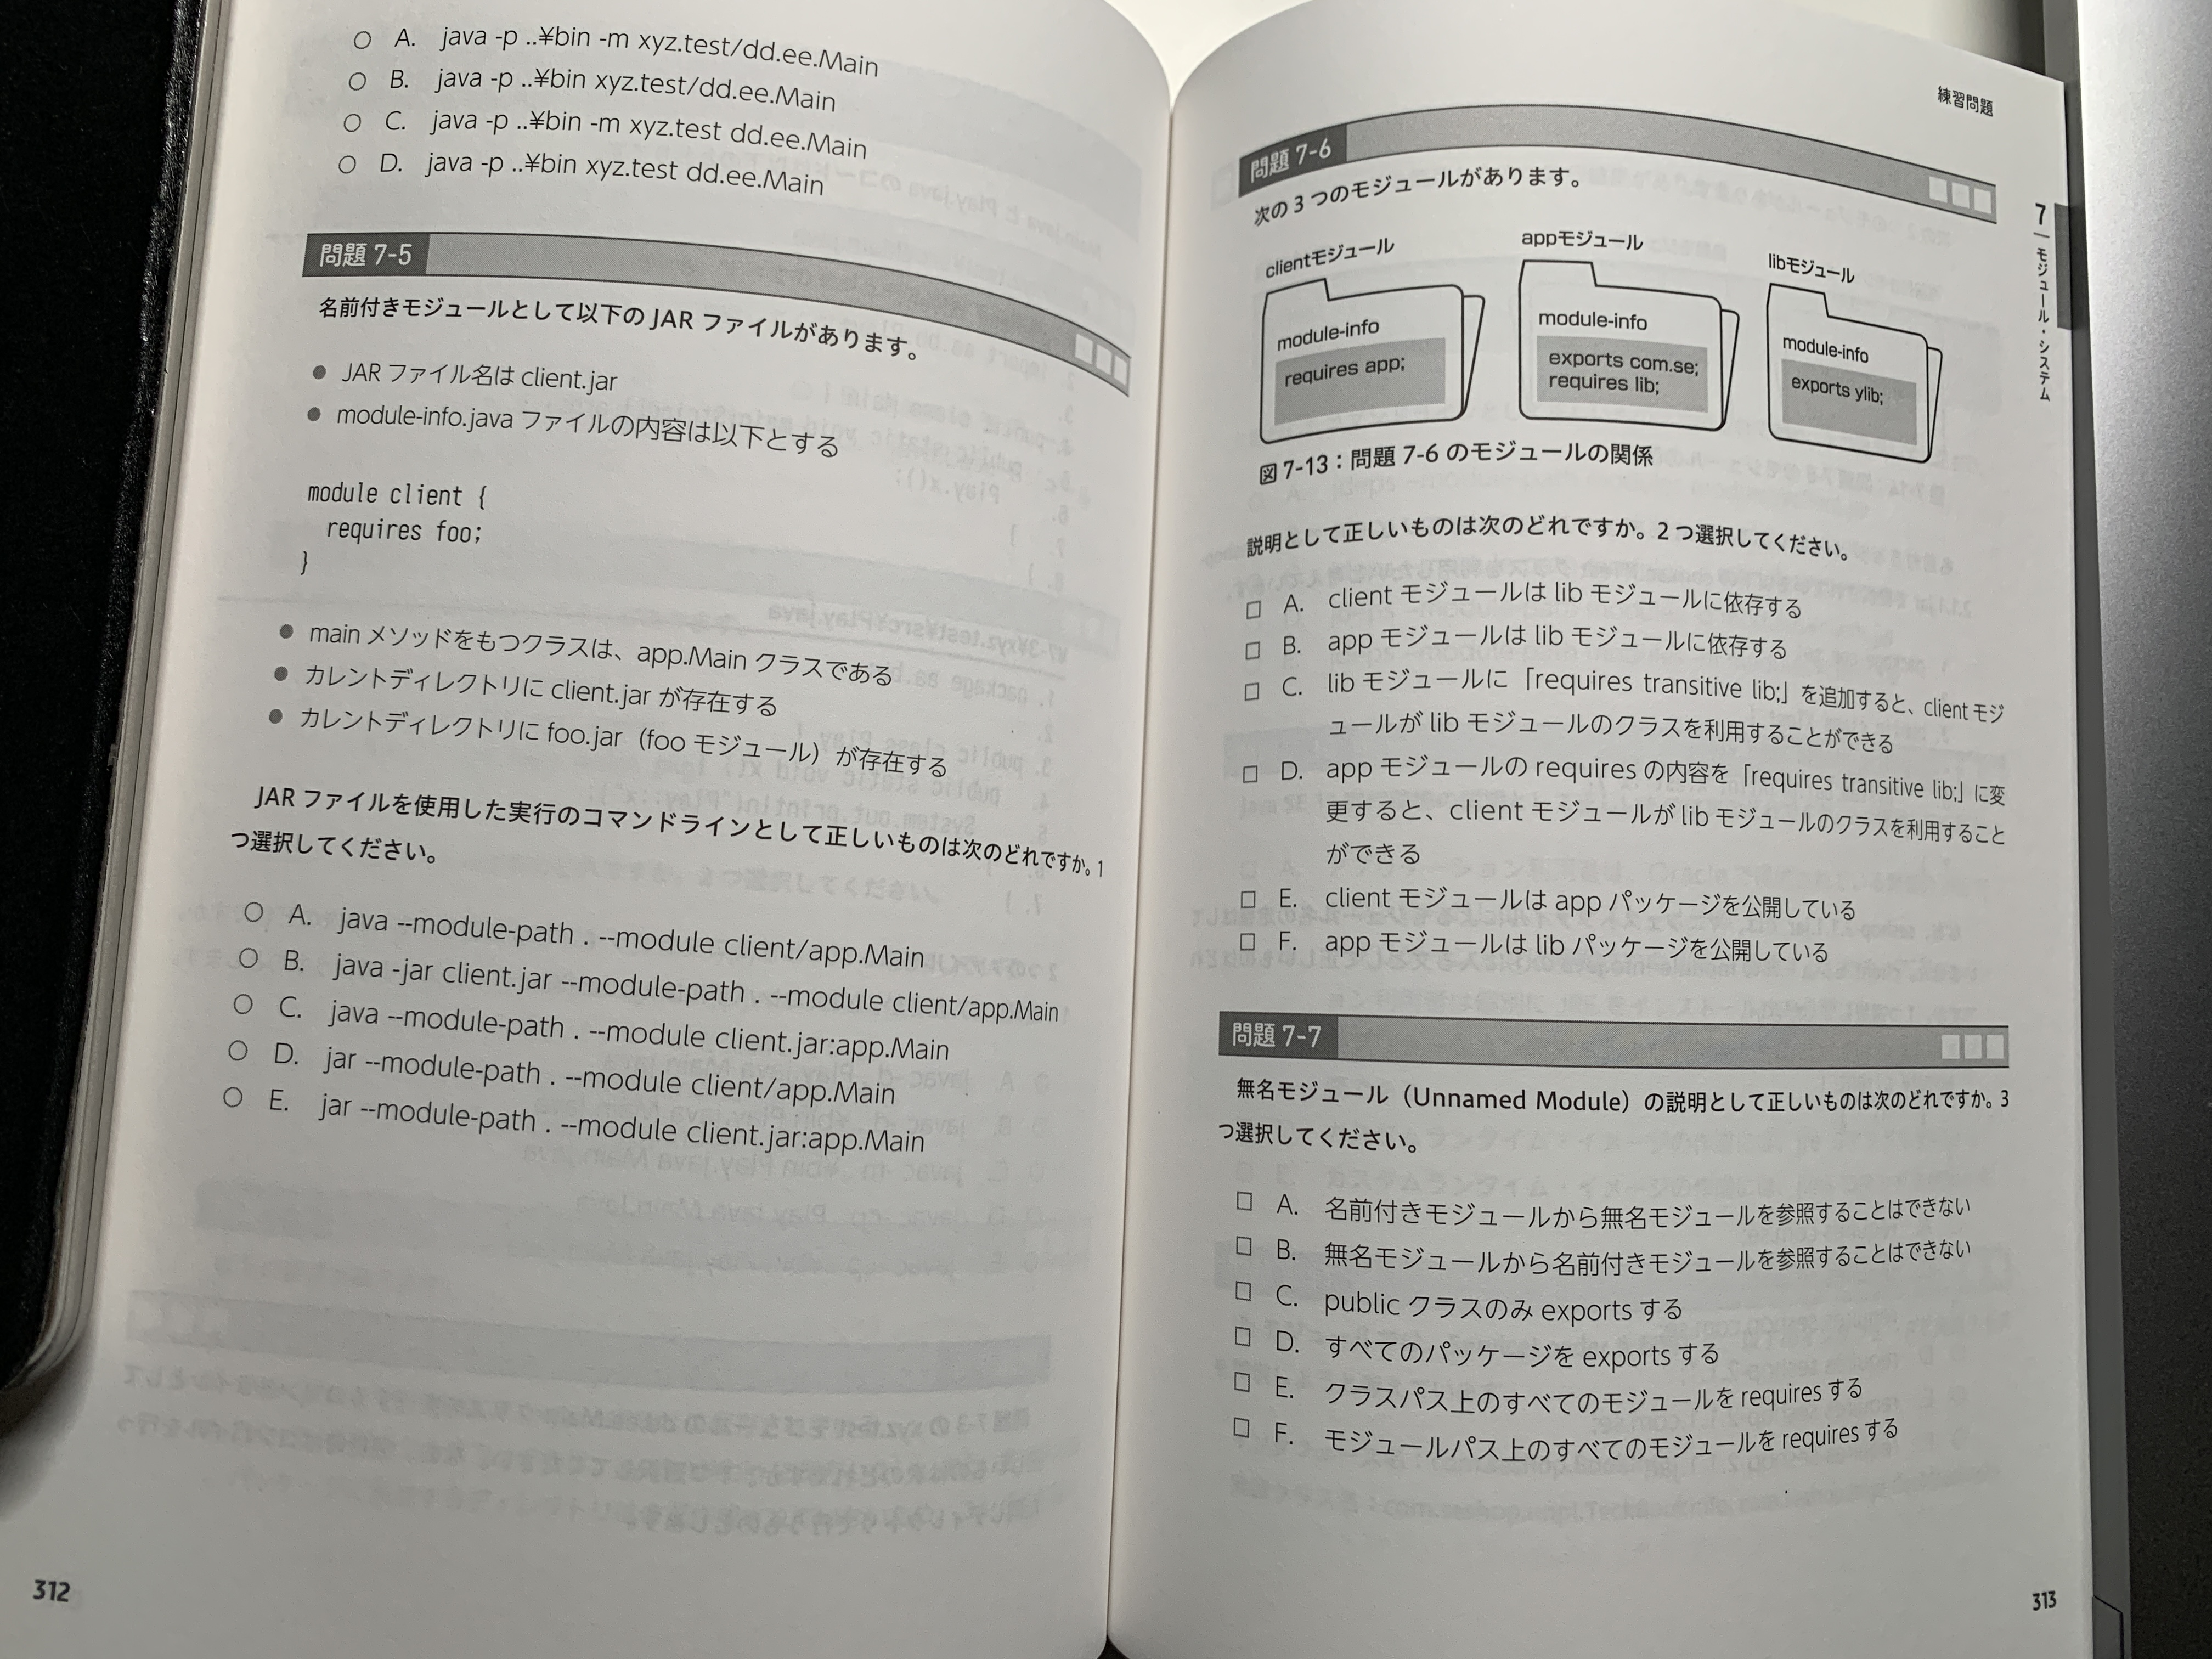 ○ A. java -p ..¥bin -m xyz.test/dd.ee.Main
○ B. java -p ..¥bin xyz.test/dd.ee.Main
○ C. java -p ..¥bin -m xyz.test dd.ee.Main
○ D. java -p ..¥bin xyz.test dd.ee.Main
問題 7-5
名前付きモジュールとして以下の JAR ファイルがあります。
● JAR ファイル名は client.jar
● module-info.java ファイルの内容は以下とする
module client {
requires foo;
}
● main メソッドをもつクラスは、app.Main クラスである
● カレントディレクトリに client.jar が存在する
● カレントディレクトリに foo.jar（foo モジュール）が存在する
JAR ファイルを使用した実行のコマンドラインとして正しいものは次のどれですか。1
つ選択してください。
○ A. java --module-path . --module client/app.Main
○ B. java -jar client.jar --module-path . --module client/app.Main
○ C. java --module-path . --module client.jar:app.Main
○ D. jar --module-path . --module client/app.Main
○ E. jar --module-path . --module client.jar:app.Main
312
練習問題
7 モジュール・システム
問題 7-6
次の 3 つのモジュールがあります。
clientモジュール
module-info
requires app;
appモジュール
module-info
exports com.se;
requires lib;
libモジュール
module-info
exports ylib;
図 7-13：問題 7-6 のモジュールの関係
説明として正しいものは次のどれですか。2 つ選択してください。
□ A. client モジュールは lib モジュールに依存する
□ B. app モジュールは lib モジュールに依存する
□ C. lib モジュールに「requires transitive lib;」を追加すると、client モジ
ュールが lib モジュールのクラスを利用することができる
□ D. app モジュールの requires の内容を「requires transitive lib;」に変
更すると、client モジュールが lib モジュールのクラスを利用すること
ができる
□ E. client モジュールは app パッケージを公開している
□ F. app モジュールは lib パッケージを公開している
問題 7-7
無名モジュール（Unnamed Module）の説明として正しいものは次のどれですか。3
つ選択してください。
□ A. 名前付きモジュールから無名モジュールを参照することはできない
□ B. 無名モジュールから名前付きモジュールを参照することはできない
□ C. public クラスのみ exports する
□ D. すべてのパッケージを exports する
□ E. クラスパス上のすべてのモジュールを requires する
□ F. モジュールパス上のすべてのモジュールを requires する
313